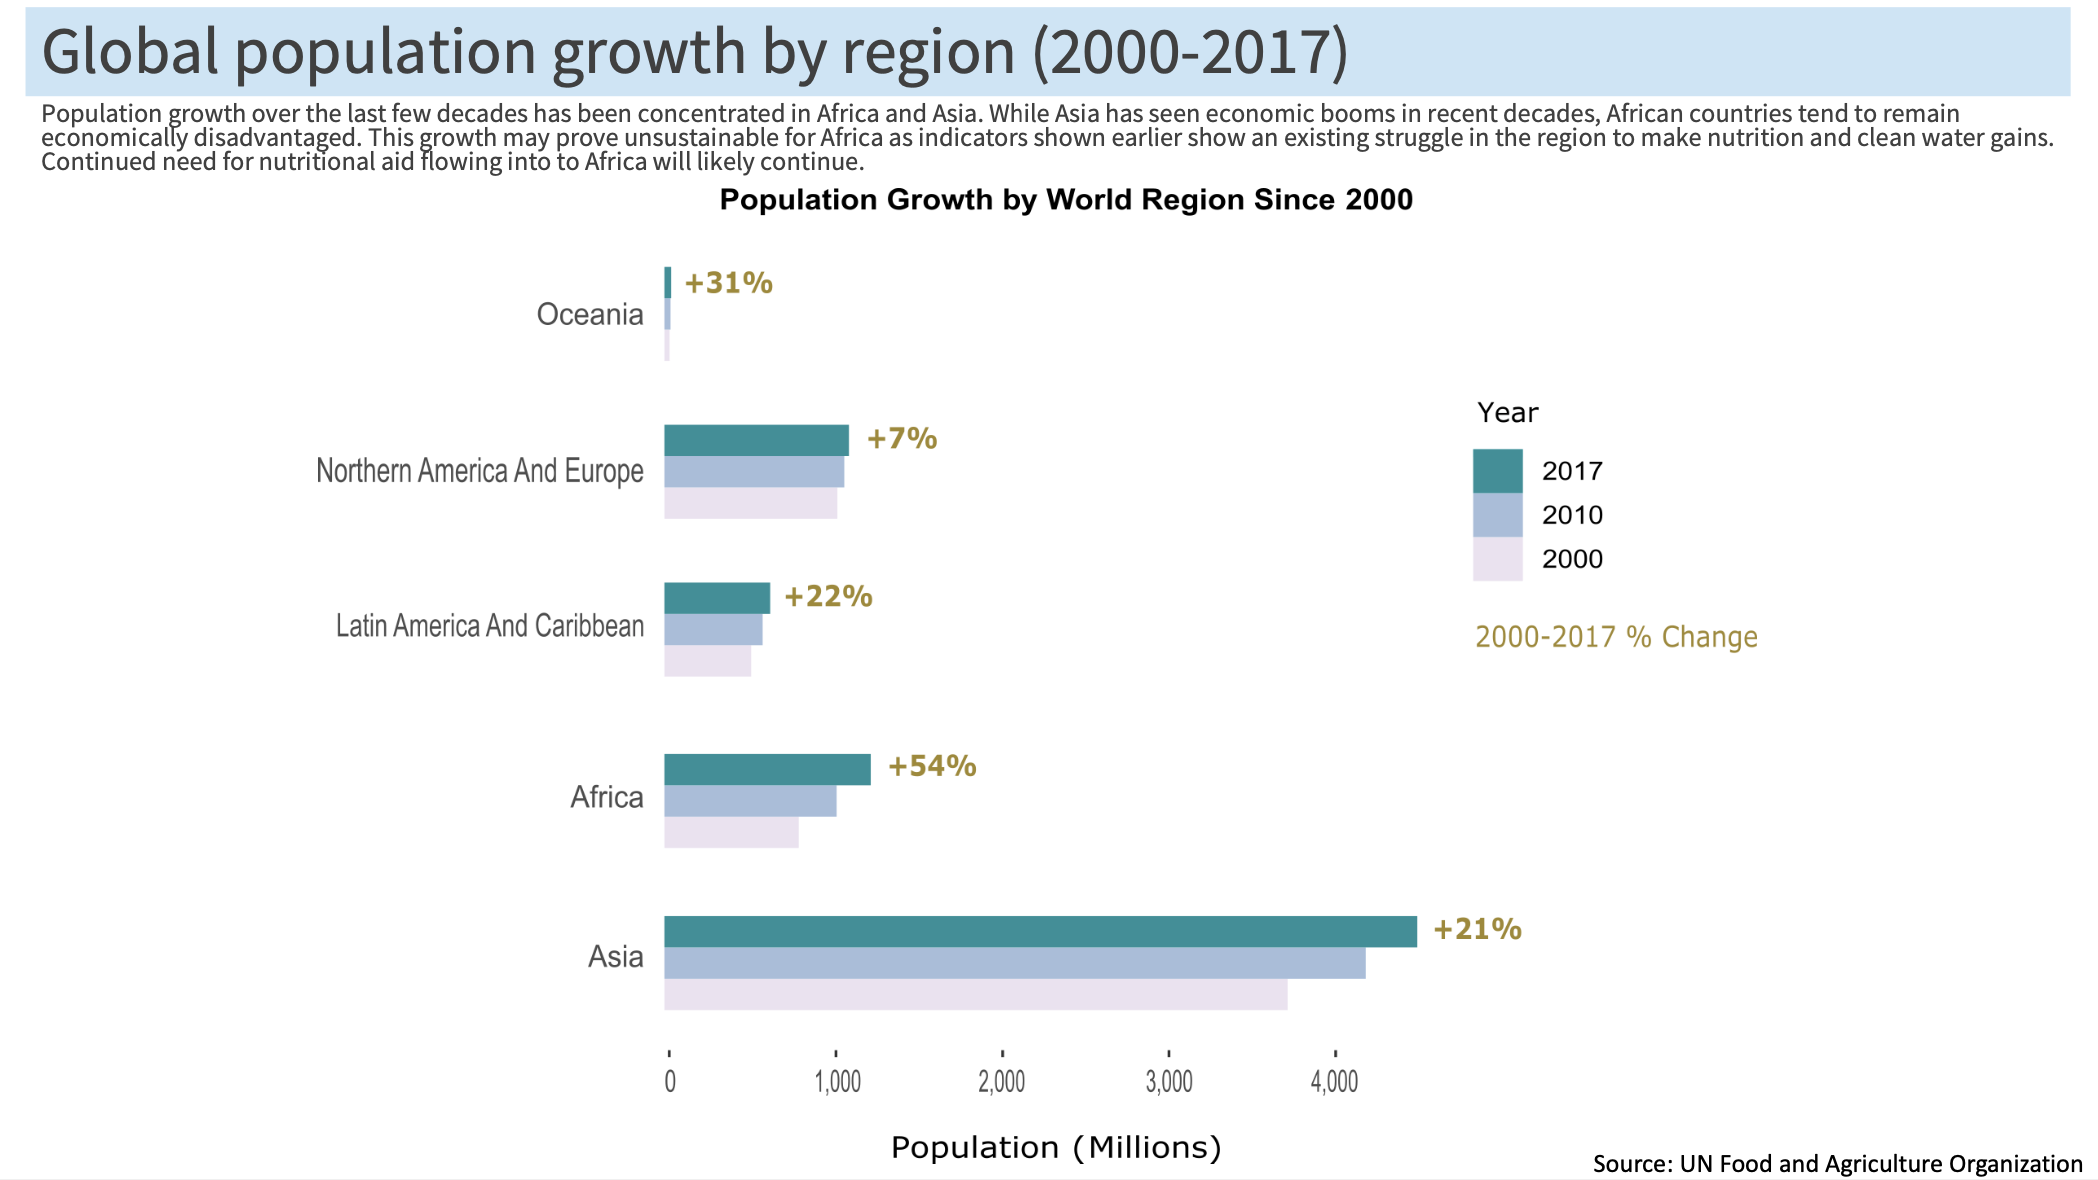 Global population growth by region (2000-2017)
Population growth over the last few decades has been concentrated in Africa and Asia. While Asia has seen economic booms in recent decades, African countries tend to remain
economically disadvantaged. This growth may prove unsustainable for Africa as indicators shown earlier show an existing struggle in the region to make nutrition and clean water gains.
Continued need for nutritional aid flowing into to Africa will likely continue.
Population Growth by World Region Since 2000
Oceania
+31%
Northern America And Europe
+7%
Latin America And Caribbean
+22%
Africa
+54%
Asia
+21%
Year
2017
2010
2000
2000-2017 % Change
0 1,000 2,000 3,000 4,000
Population (Millions)
Source: UN Food and Agriculture Organization